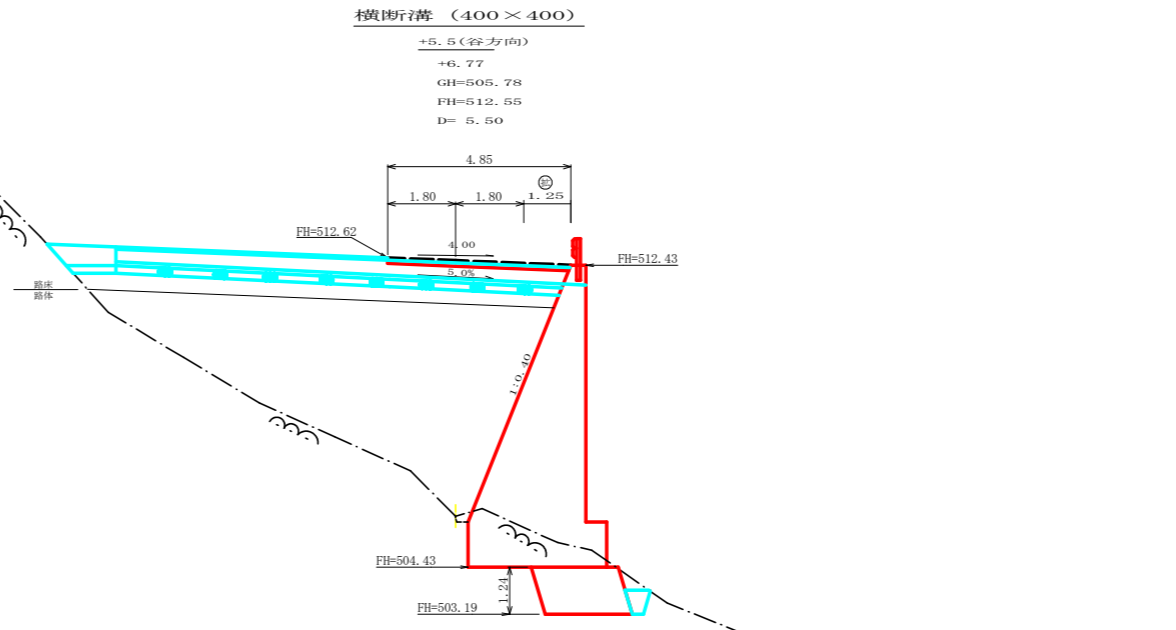 横断溝 (400×400)
+5.5(谷方向)
+6.77
GH=505.78
FH=512.55
D= 5.50
4.85
拡
1.80
1.80
1.25
FH=512.62
4.00
FH=512.43
5.0%
路床
路体
1:0.40
FH=504.43
1.24
FH=503.19